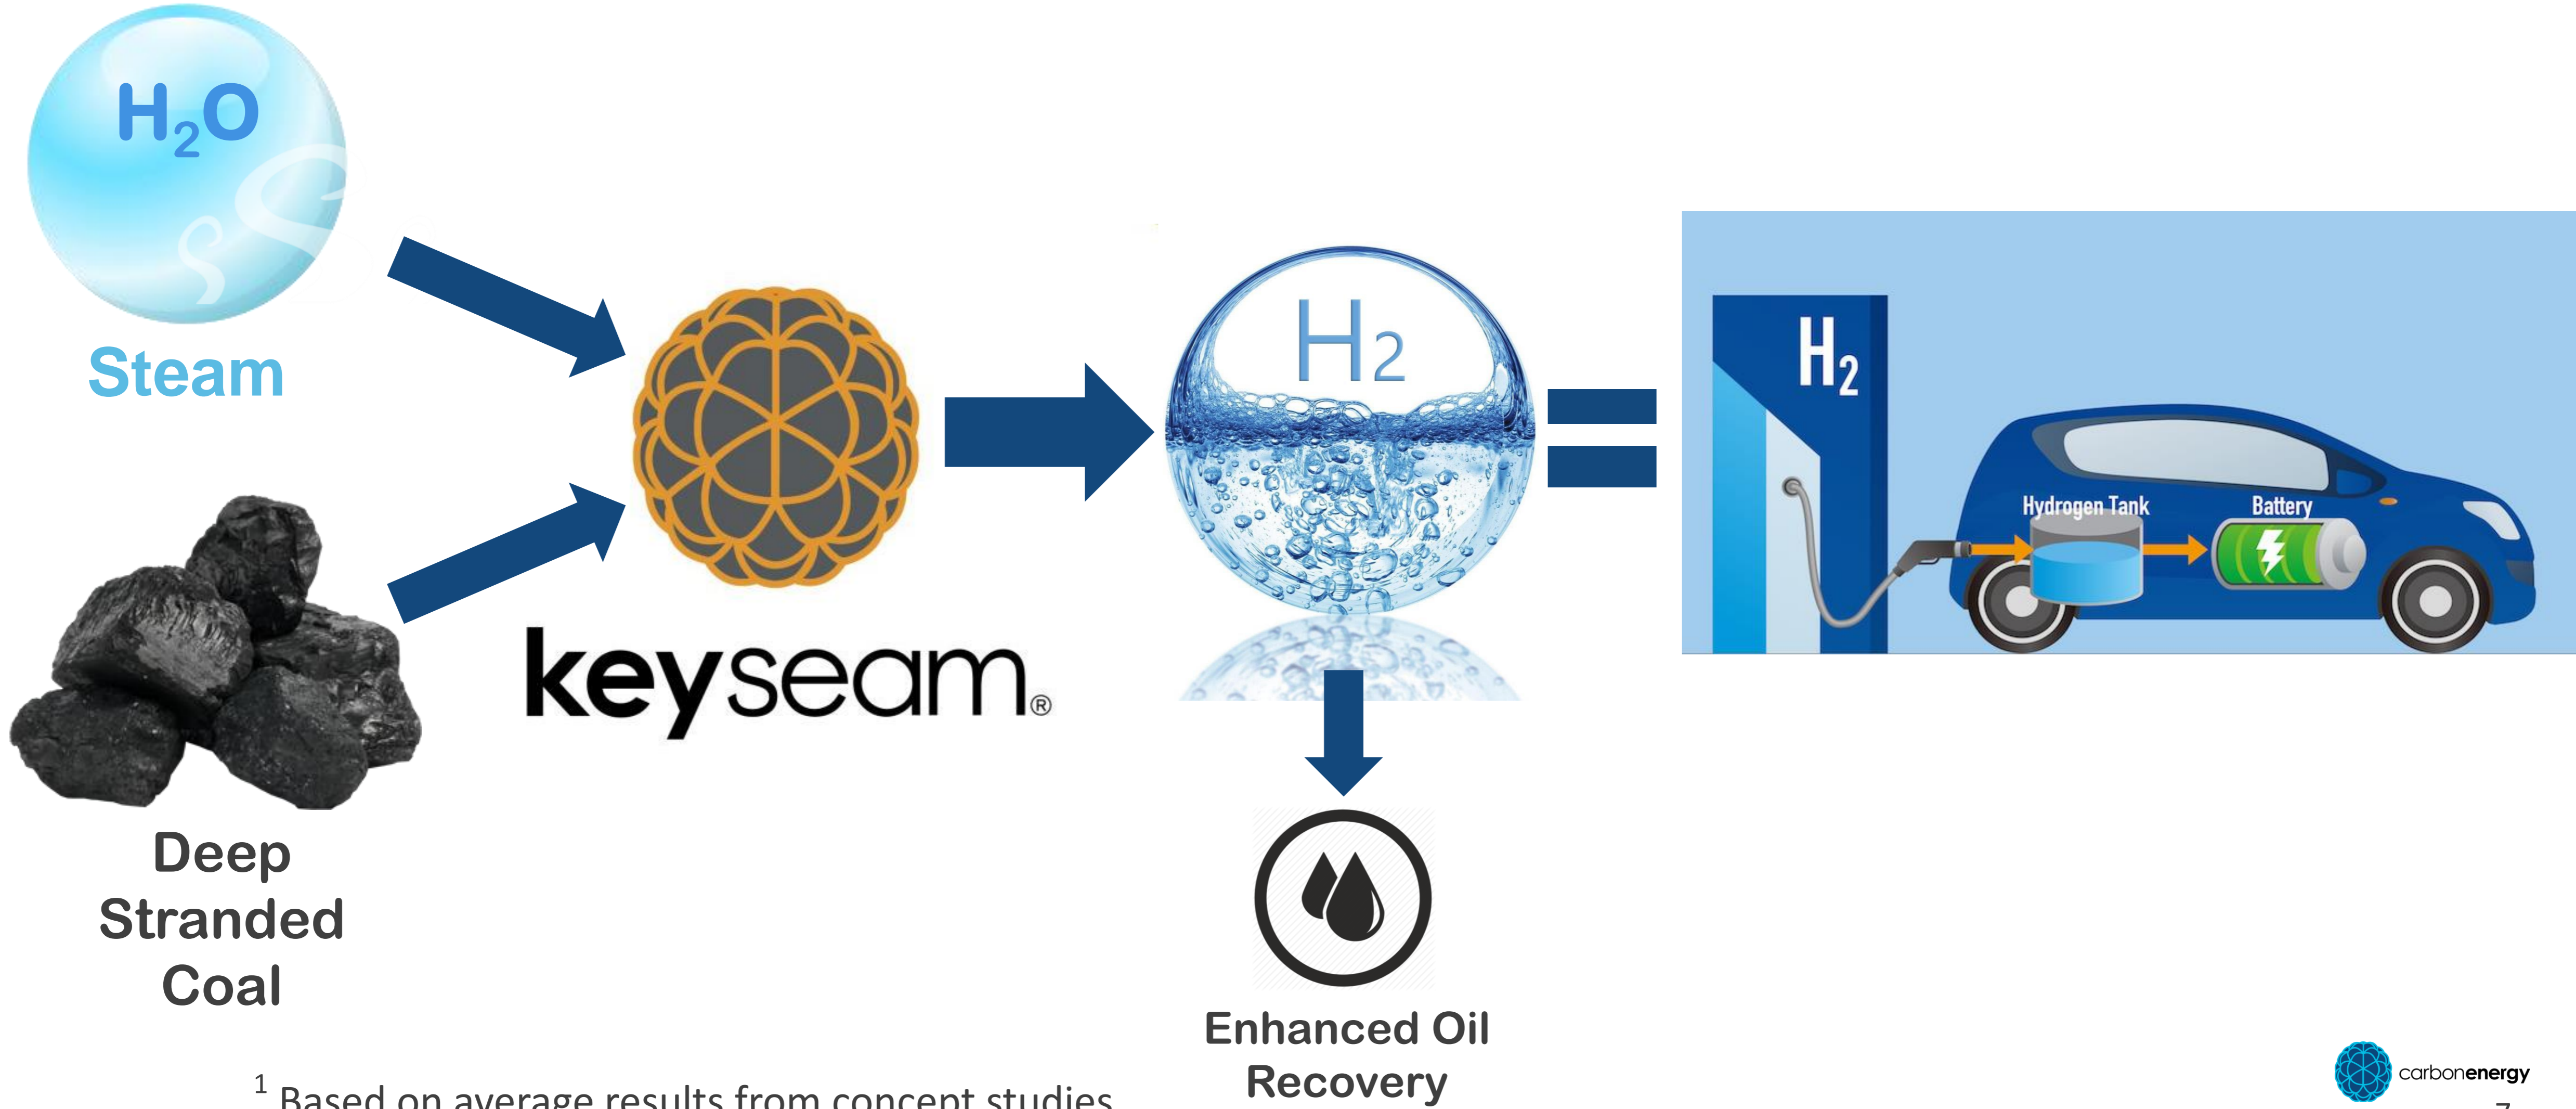 H₂O
Steam
Deep
Stranded
Coal
keyseam®
H₂
Enhanced Oil
Recovery
H₂
Hydrogen Tank
Battery
¹ Based on average results from concept studies
carbonenergy
7